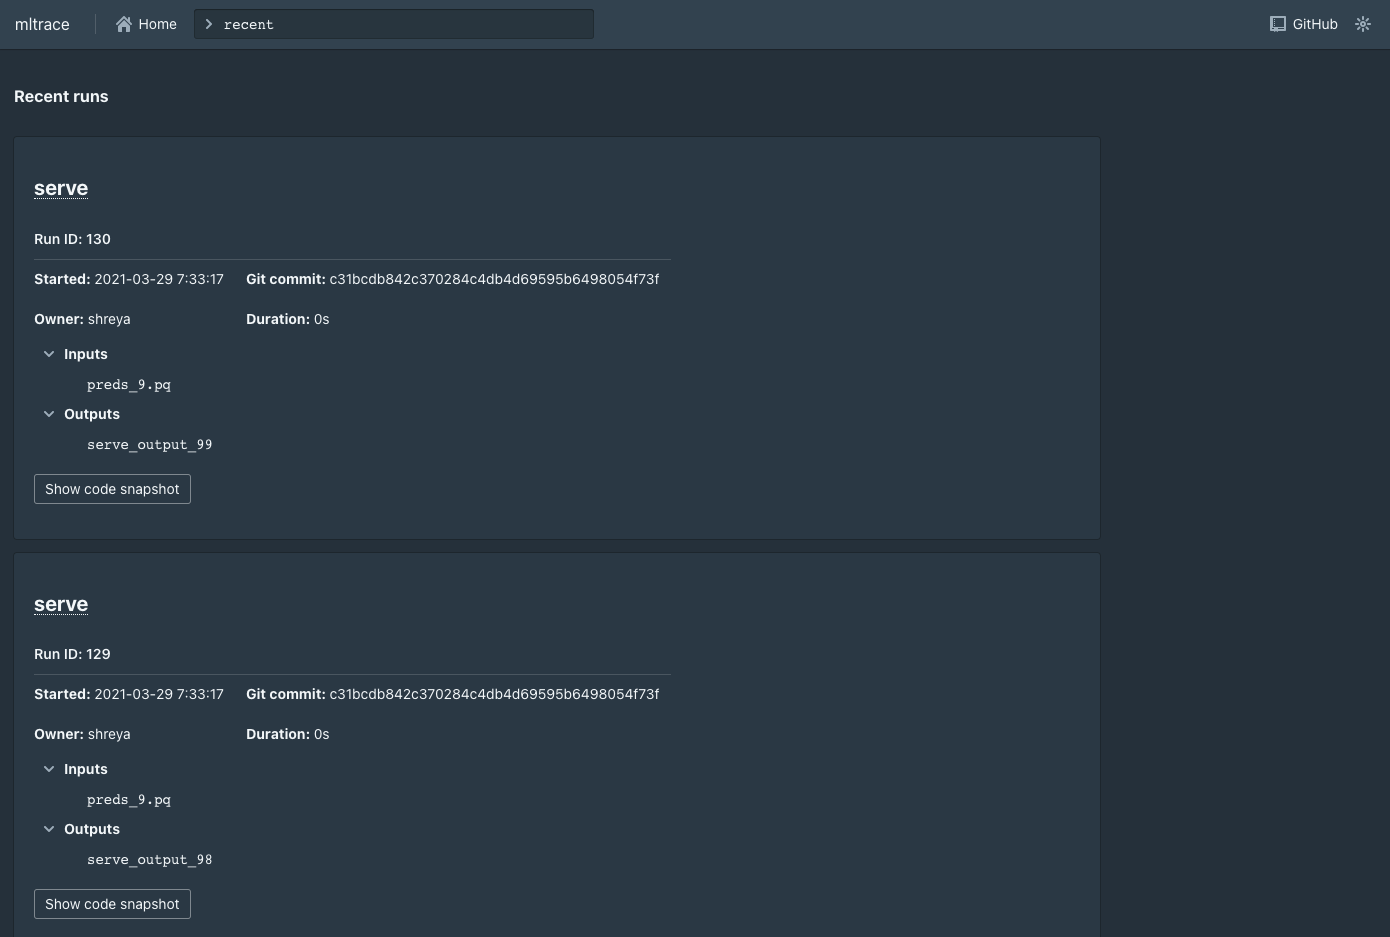 mltrace Home recent GitHub
Recent runs
serve
Run ID: 130
Started: 2021-03-29 7:33:17 Git commit: c31bcdb842c370284c4db4d69595b6498054f73f
Owner: shreya Duration: 0s
Inputs
preds_9.pq
Outputs
serve_output_99
Show code snapshot
serve
Run ID: 129
Started: 2021-03-29 7:33:17 Git commit: c31bcdb842c370284c4db4d69595b6498054f73f
Owner: shreya Duration: 0s
Inputs
preds_9.pq
Outputs
serve_output_98
Show code snapshot